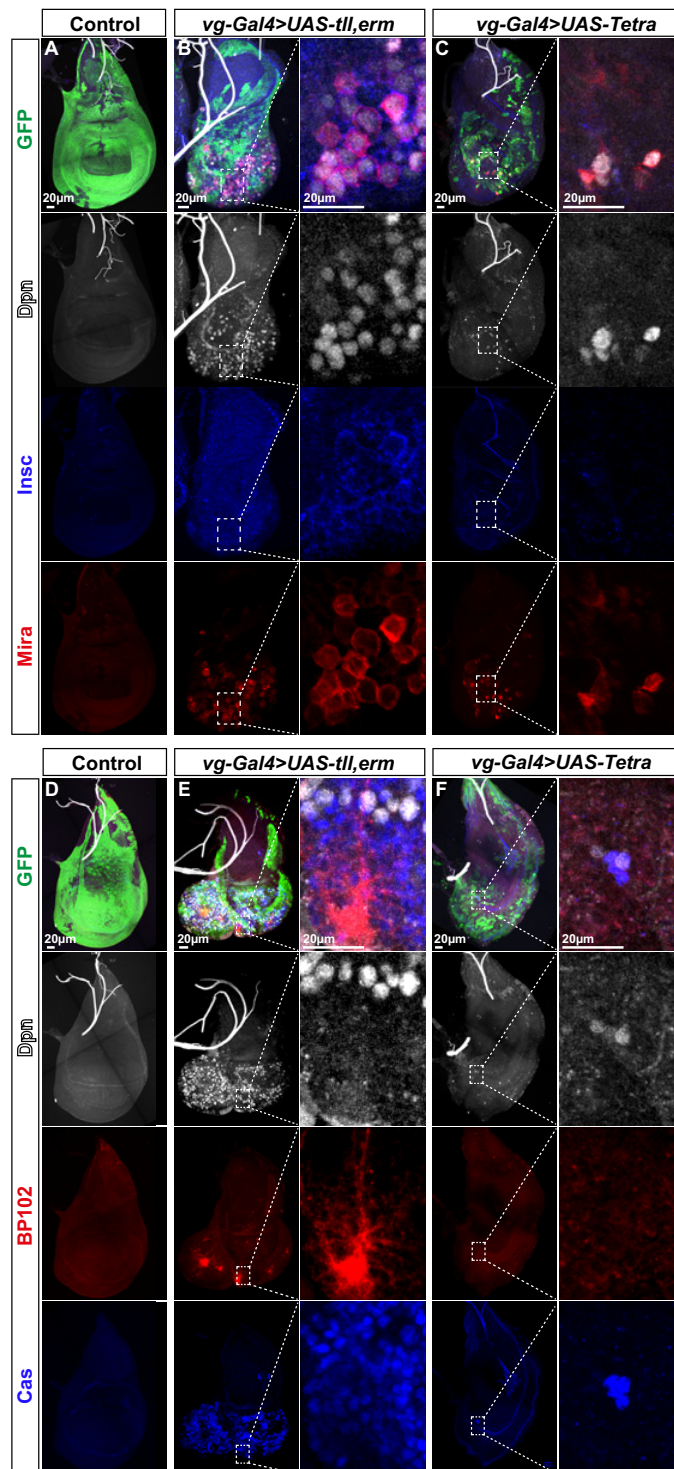 Control
vg-Gal4>UAS-tll,erm
vg-Gal4>UAS-Tetra
GFP
A
B
C
20μm
20μm
20μm
20μm
20μm
Dpn
Insc
Mira
Control
vg-Gal4>UAS-tll,erm
vg-Gal4>UAS-Tetra
GFP
D
E
F
20μm
20μm
20μm
20μm
20μm
Dpn
BP102
Cas